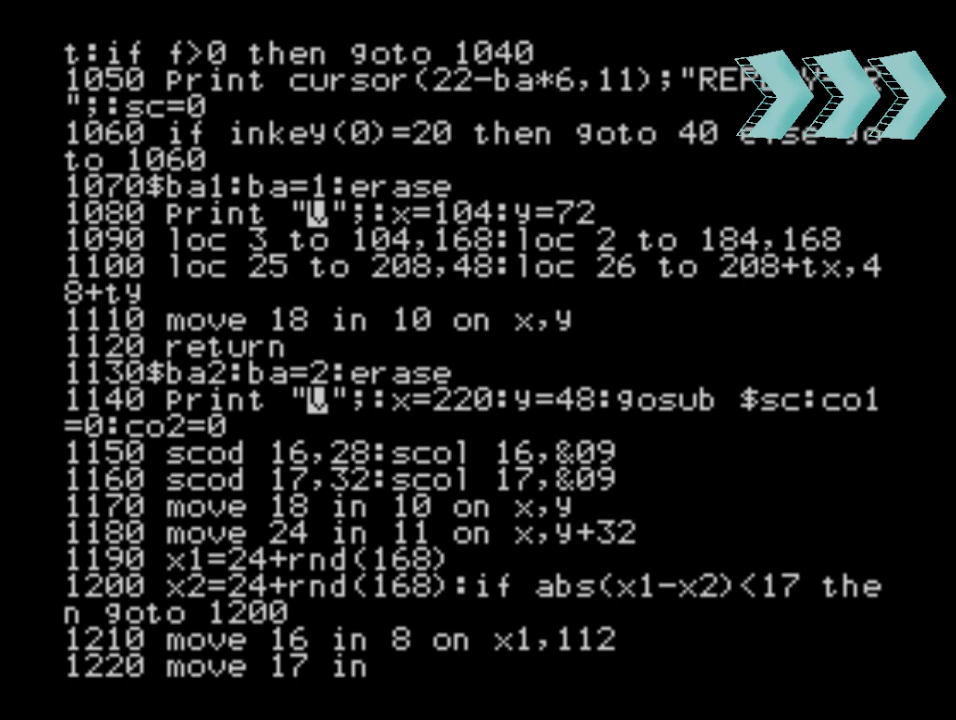 t:if f>0 then goto 1040
1050 Print cursor(22-ba*6,11);"RE
";:sc=0
1060 if inkey(0)=20 then goto 40 else go
to 1060
1070$ba1:ba=1:erase
1080 Print "";:x=104:y=72
1090 loc 3 to 104,168:loc 2 to 184,168
1100 loc 25 to 208,48:loc 26 to 208+tx,4
8+ty
1110 move 18 in 10 on x,y
1120 return
1130$ba2:ba=2:erase
1140 Print "";:x=220:y=48:gosub $sc:co1
=0:co2=0
1150 scod 16,28:scol 16,&09
1160 scod 17,32:scol 17,&09
1170 move 18 in 10 on x,y
1180 move 24 in 11 on x,y+32
1190 x1=24+rnd(168)
1200 x2=24+rnd(168):if abs(x1-x2)<17 the
n goto 1200
1210 move 16 in 8 on x1,112
1220 move 17 in